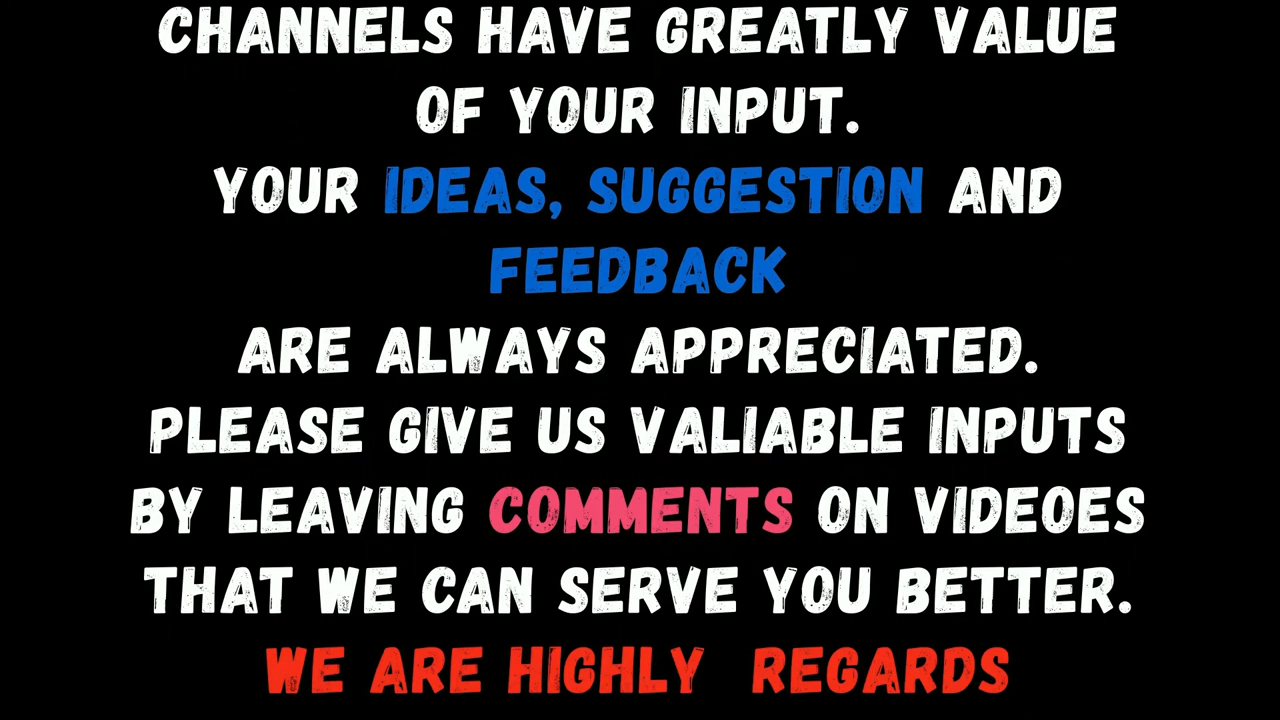 CHANNELS HAVE GREATLY VALUE
OF YOUR INPUT.
YOUR IDEAS, SUGGESTION AND
FEEDBACK
ARE ALWAYS APPRECIATED.
PLEASE GIVE US VALIABLE INPUTS
BY LEAVING COMMENTS ON VIDEOES
THAT WE CAN SERVE YOU BETTER.
WE ARE HIGHLY REGARDS